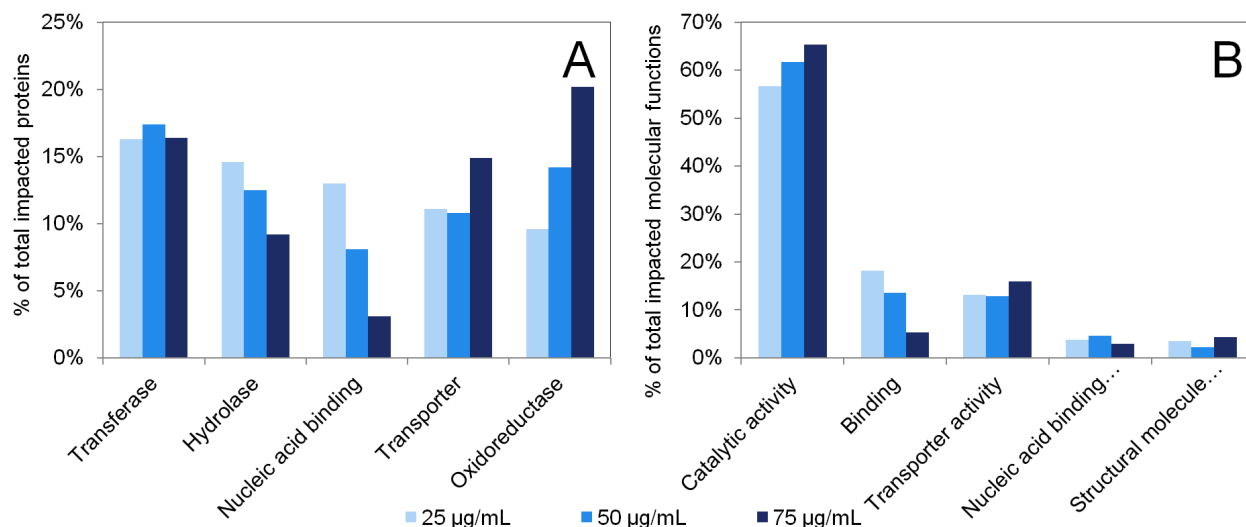 % of total impacted proteins
25%
20%
15%
10%
5%
0%
A
Transferase
Hydrolase
Nucleic acid binding
Transporter
Oxidoreductase
% of total impacted molecular functions
70%
60%
50%
40%
30%
20%
10%
0%
B
Catalytic activity
Binding
Transporter activity
Nucleic acid binding...
Structural molecule...
25 µg/mL
50 µg/mL
75 µg/mL